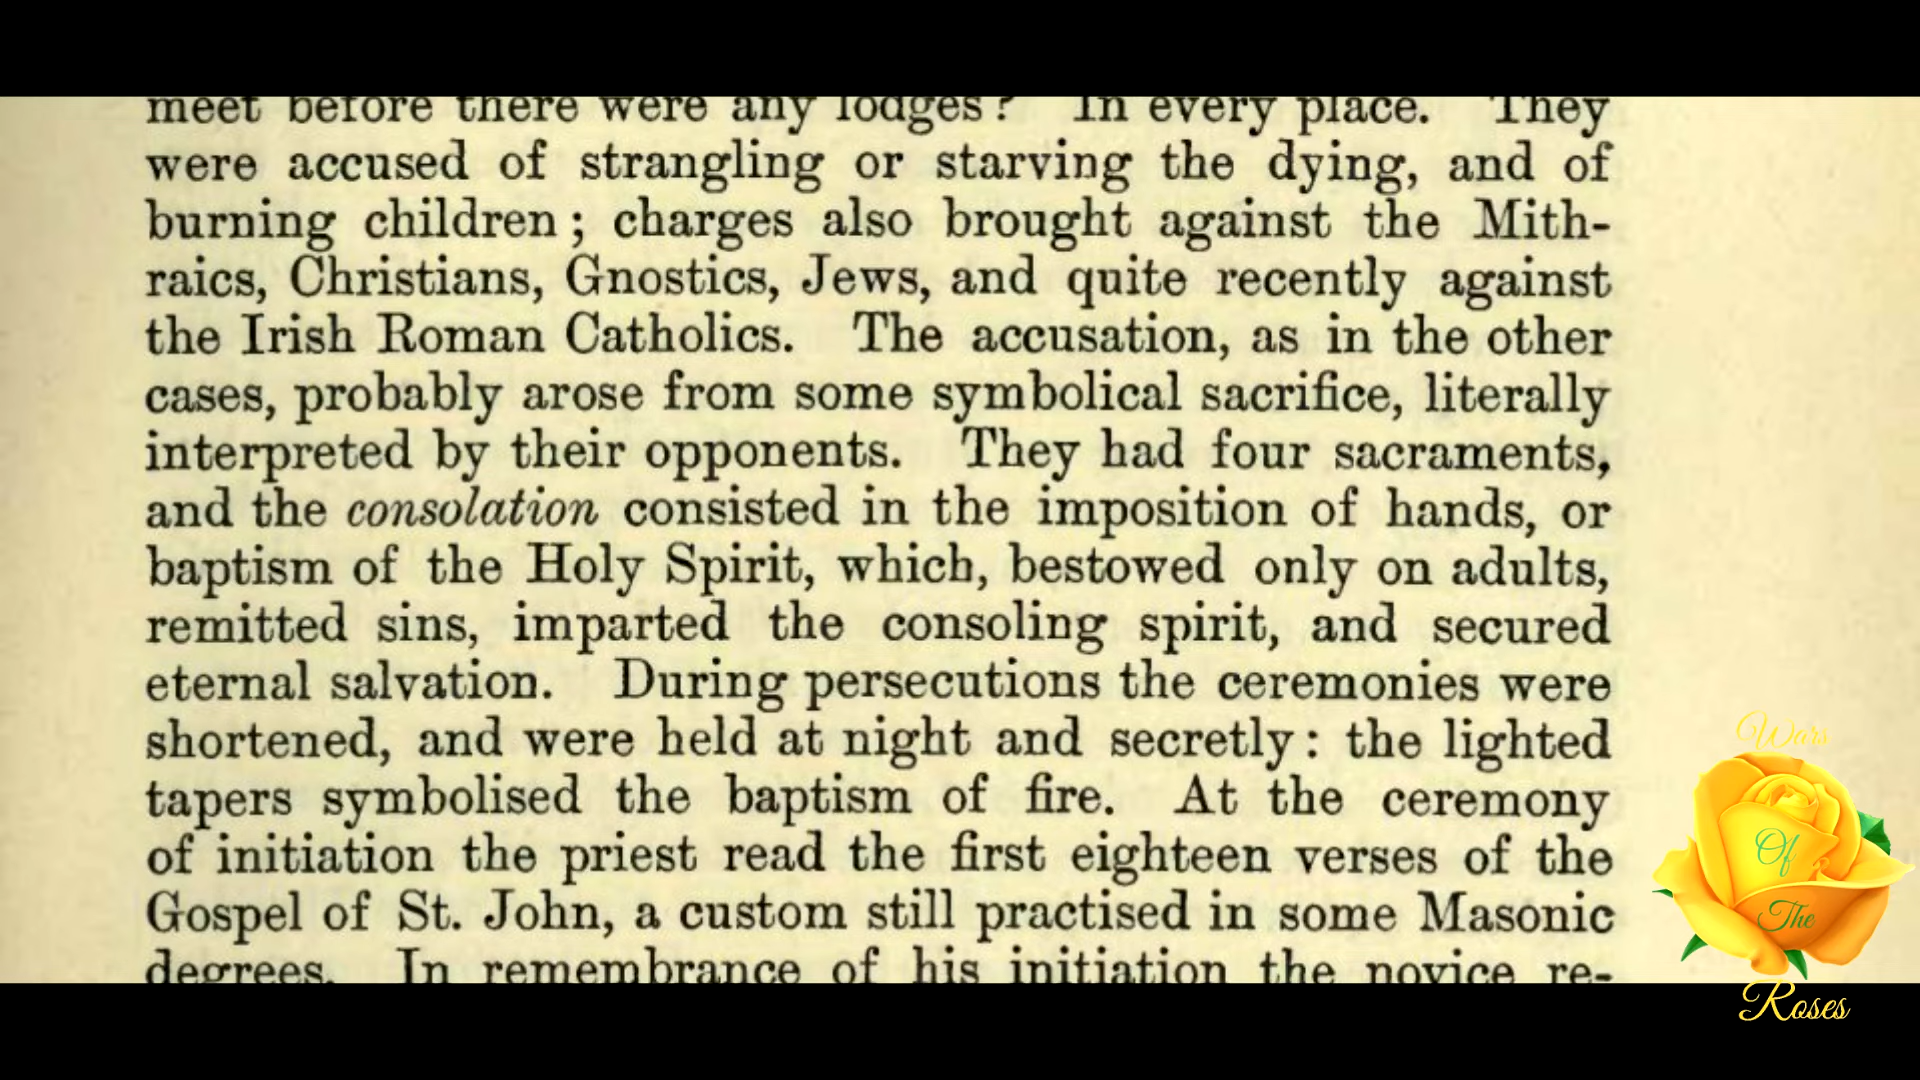 meet before there were any lodges? In every place. They
were accused of strangling or starving the dying, and of
burning children; charges also brought against the Mith-
raics, Christians, Gnostics, Jews, and quite recently against
the Irish Roman Catholics. The accusation, as in the other
cases, probably arose from some symbolical sacrifice, literally
interpreted by their opponents. They had four sacraments,
and the consolation consisted in the imposition of hands, or
baptism of the Holy Spirit, which, bestowed only on adults,
remitted sins, imparted the consoling spirit, and secured
eternal salvation. During persecutions the ceremonies were
shortened, and were held at night and secretly: the lighted
tapers symbolised the baptism of fire. At the ceremony
of initiation the priest read the first eighteen verses of the
Gospel of St. John, a custom still practised in some Masonic
degrees. In remembrance of his initiation the novice re-
Wars
Of
The
Roses